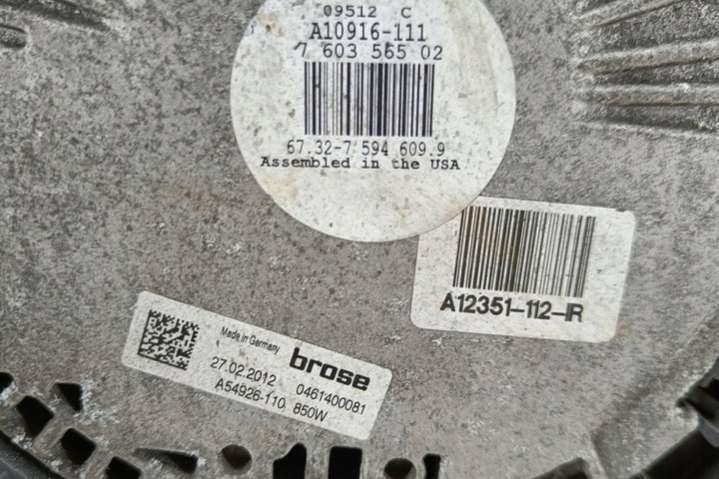 09512 C
A10916-111
7 603 565 02
67.32-7 594 609.9
Assembled in the USA
A12351-112-IR
Made in Germany
brose
27.02.2012 0461400081
A54926-110 850W